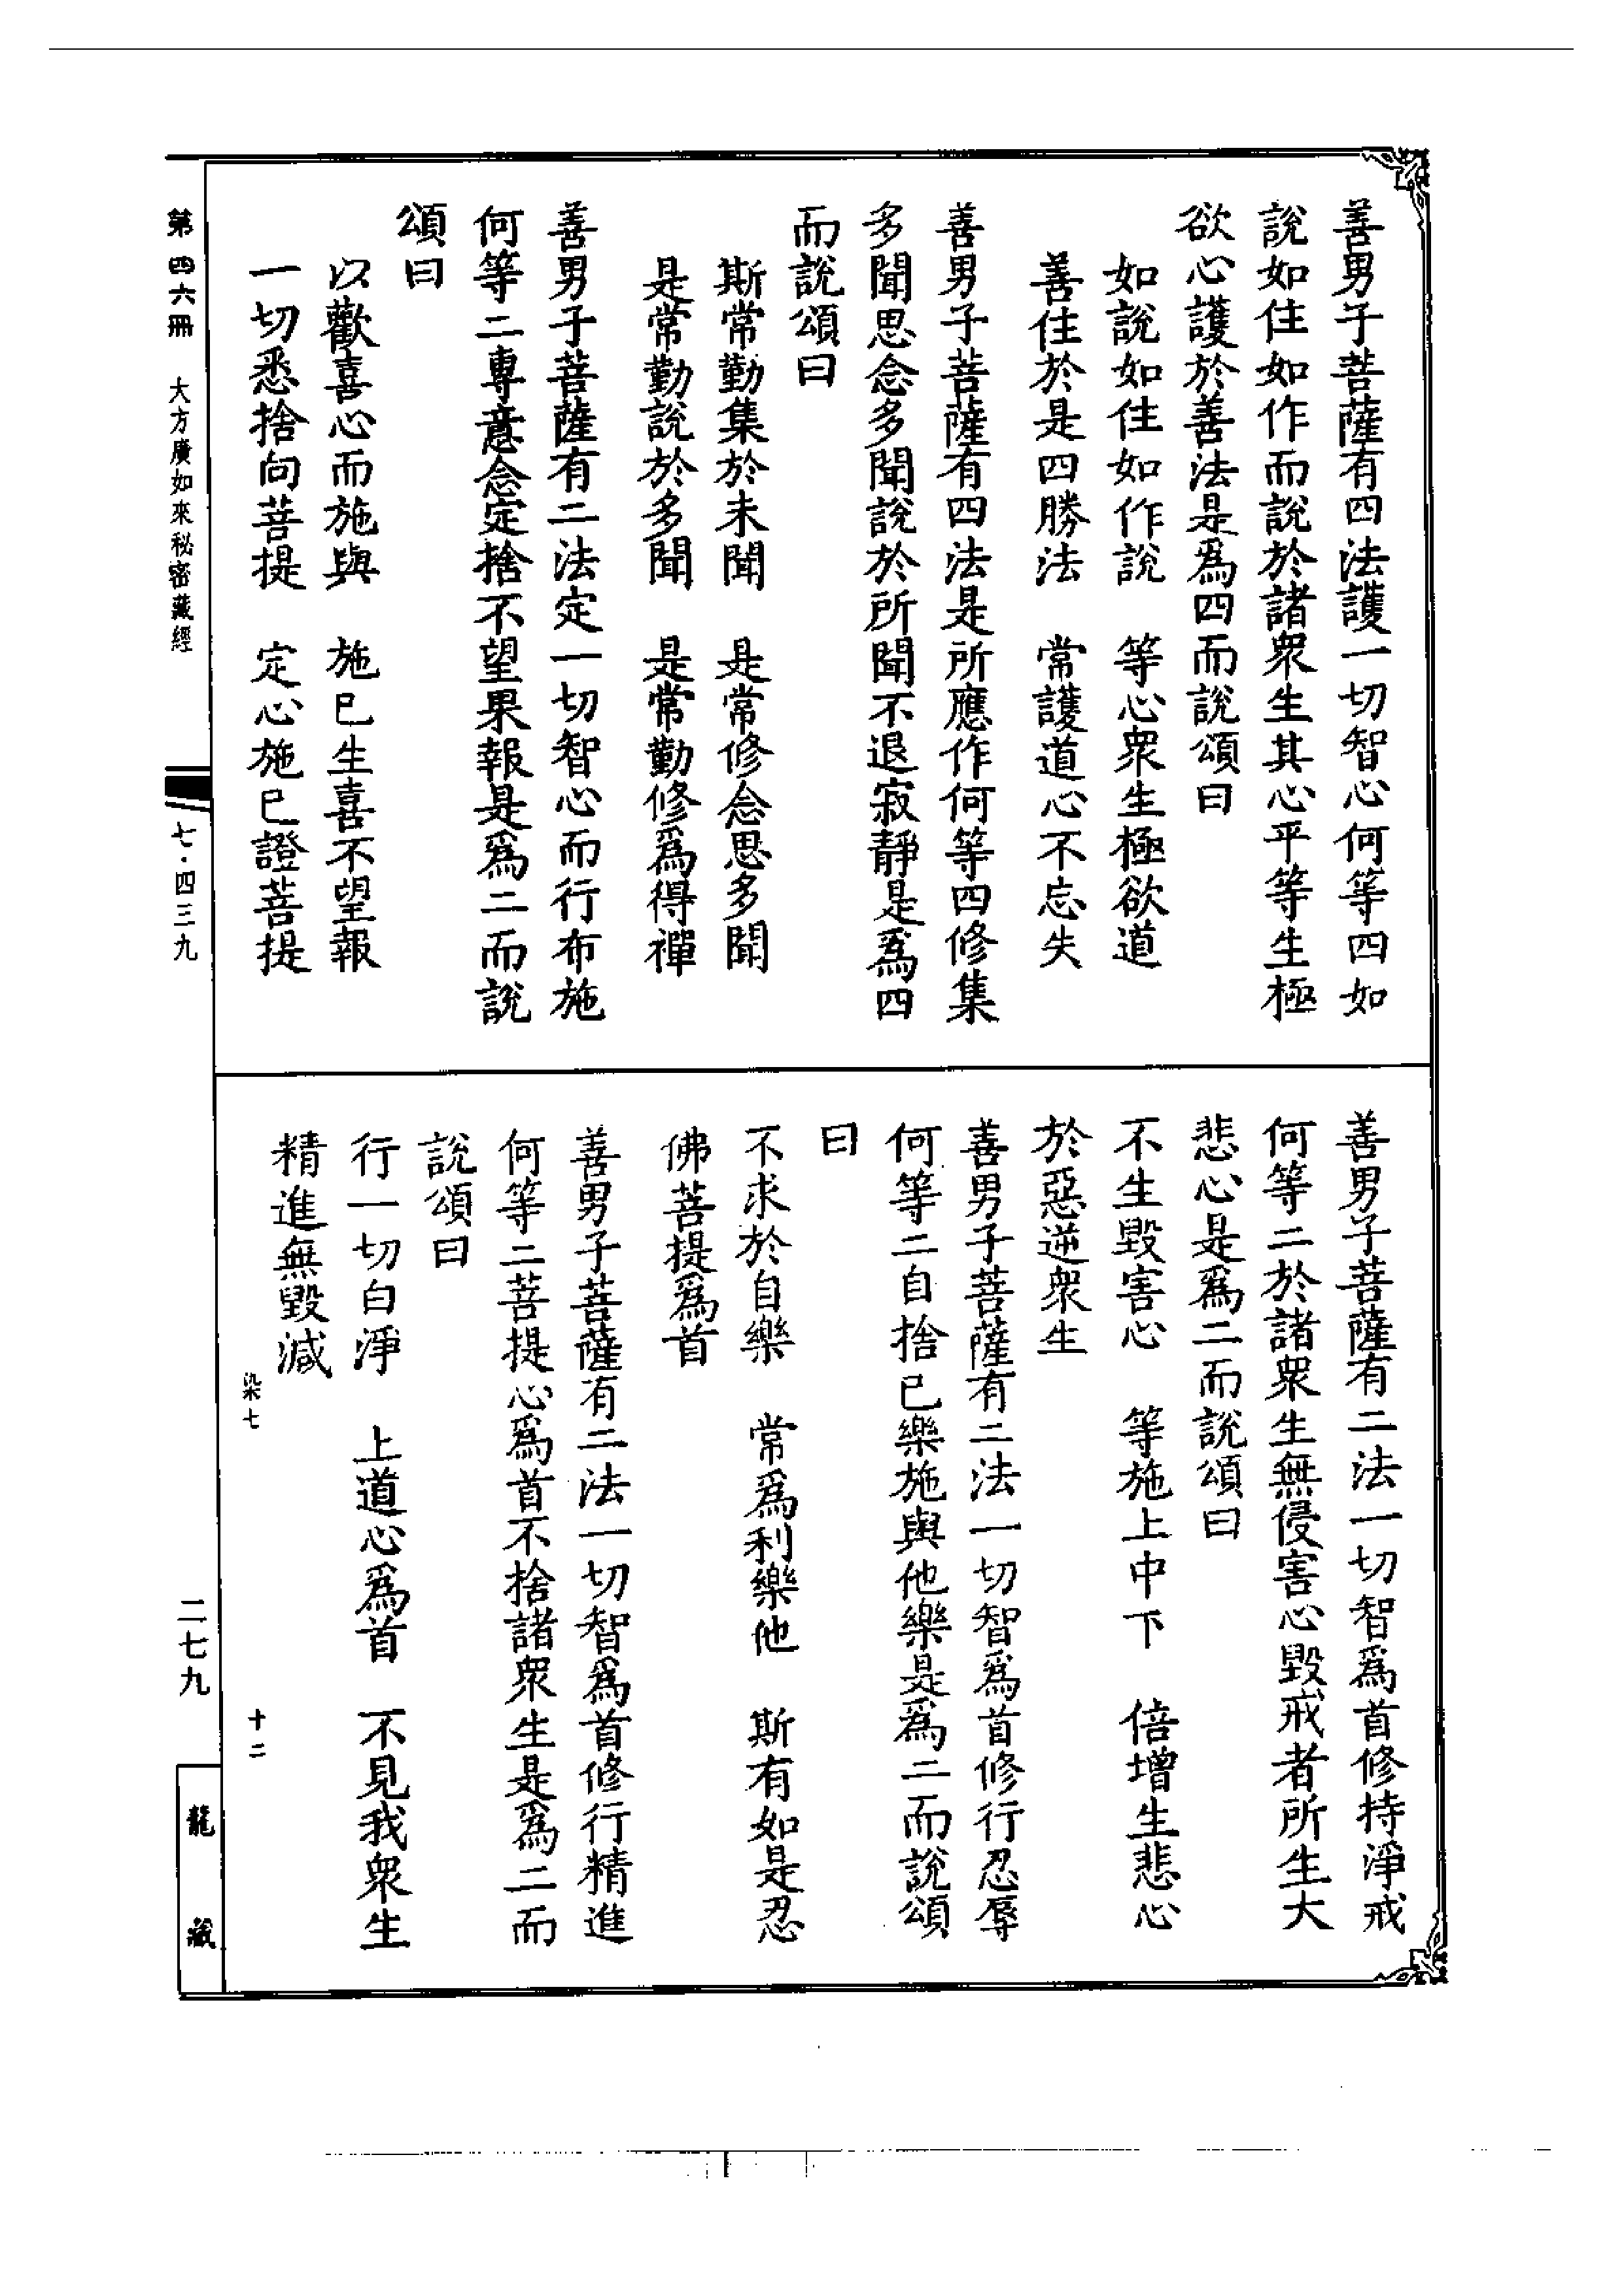 善男子菩薩有四法護一切智心何等四如
說如住如作而說於諸衆生其心平等生極
欲心護於善法是爲四而說頌曰
如說如住如作說　等心衆生極欲道
善住於是四勝法　常護道心不忘失
善男子菩薩有四法是所應作何等四修集
多聞思念多聞說於所聞不退寂靜是爲四
而說頌曰
斯常勤集於未聞　是常修念思多聞
是常勤說於多聞　是常勤修爲得禪
善男子菩薩有二法定一切智心而行布施
何等二專意念定捨不望果報是爲二而說
頌曰
以歡喜心而施與　施已生喜不望報
一切悉捨向菩提　定心施已證菩提
善男子菩薩有二法一切智爲首修持淨戒
何等二於諸衆生無侵害心毀戒者所生大
悲心是爲二而說頌曰
不生毀害心　等施上中下　倍增生悲心
於惡逆衆生
善男子菩薩有二法一切智爲首修行忍辱
何等二自捨已樂施與他樂是爲二而說頌
曰
不求於自樂　常爲利樂他　斯有如是忍
佛菩提爲首
善男子菩薩有二法一切智爲首修行精進
何等二菩提心爲首不捨諸衆生是爲二而
說頌曰
行一切白淨　上道心爲首　不見我衆生
精進無毀減
染七　十二
第四六冊　大方廣如來秘密藏經
七·四三九
二七九
龍藏